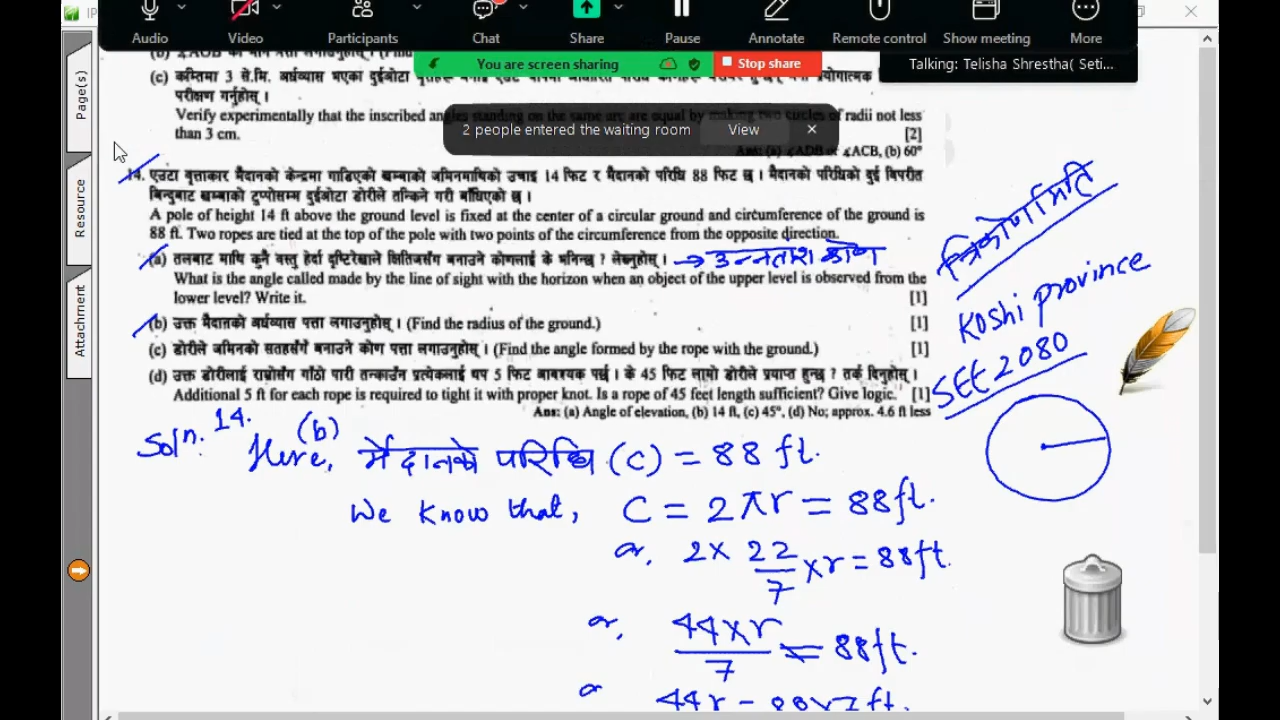 IP
Audio
Video
Participants
Chat
Share
Pause
Annotate
Remote control
Show meeting
More
You are screen sharing
Stop share
Talking: Telisha Shrestha( Seti...
2 people entered the waiting room
View
Page(s)
Resource
Attachment
(c) कम्तिमा 3 से.मि. अर्धव्यास भएका दुईओटा
परीक्षण गर्नुहोस् ।
Verify experimentally that the inscribed angles standing on the same arc are equal by making two circles of radii not less
than 3 cm.
[2]
∡ACB, (b) 60°
14. एउटा वृत्ताकार मैदानको केन्द्रमा गाडिएको खम्बाको जमिनमाथिको उचाइ 14 फिट र मैदानको परिधि 88 फिट छ । मैदानको परिधिको दुई विपरीत
बिन्दुबाट खम्बाको टुप्पोसम्म दुईओटा डोरीले तन्किने गरी बाँधिएको छ ।
A pole of height 14 ft above the ground level is fixed at the center of a circular ground and circumference of the ground is
88 ft. Two ropes are tied at the top of the pole with two points of the circumference from the opposite direction.
(a) तलबाट माथि कुनै वस्तु हेर्दा दृष्टिरेखाले क्षितिजसँग बनाउने कोणलाई के भनिन्छ ? लेख्नुहोस् । → उन्नतांश कोण
What is the angle called made by the line of sight with the horizon when an object of the upper level is observed from the
lower level? Write it. [1]
(b) उक्त मैदानको अर्धव्यास पत्ता लगाउनुहोस् । (Find the radius of the ground.) [1]
(c) डोरीले जमिनको सतहसँगै बनाउने कोण पत्ता लगाउनुहोस् । (Find the angle formed by the rope with the ground.) [1]
(d) उक्त डोरीलाई राम्रोसँग गाँठो पारी तन्काउँन प्रत्येकलाई थप 5 फिट आवश्यक पर्छ । के 45 फिट लामो डोरीले प्रयाप्त हुन्छ ? तर्क दिनुहोस् ।
Additional 5 ft for each rope is required to tight it with proper knot. Is a rope of 45 feet length sufficient? Give logic. [1]
Ans: (a) Angle of elevation, (b) 14 ft, (c) 45°, (d) No; approx. 4.6 ft less
त्रिकोणमिति
Koshi province
SEE 2080
Soln. 14. (b)
Here, मैदानको परिधि (C) = 88 ft.
We know that, C = 2πr = 88ft.
or, 2 × 22/7 × r = 88ft.
or, 44×r/7 = 88ft.
or 44r = 88×7 ft.